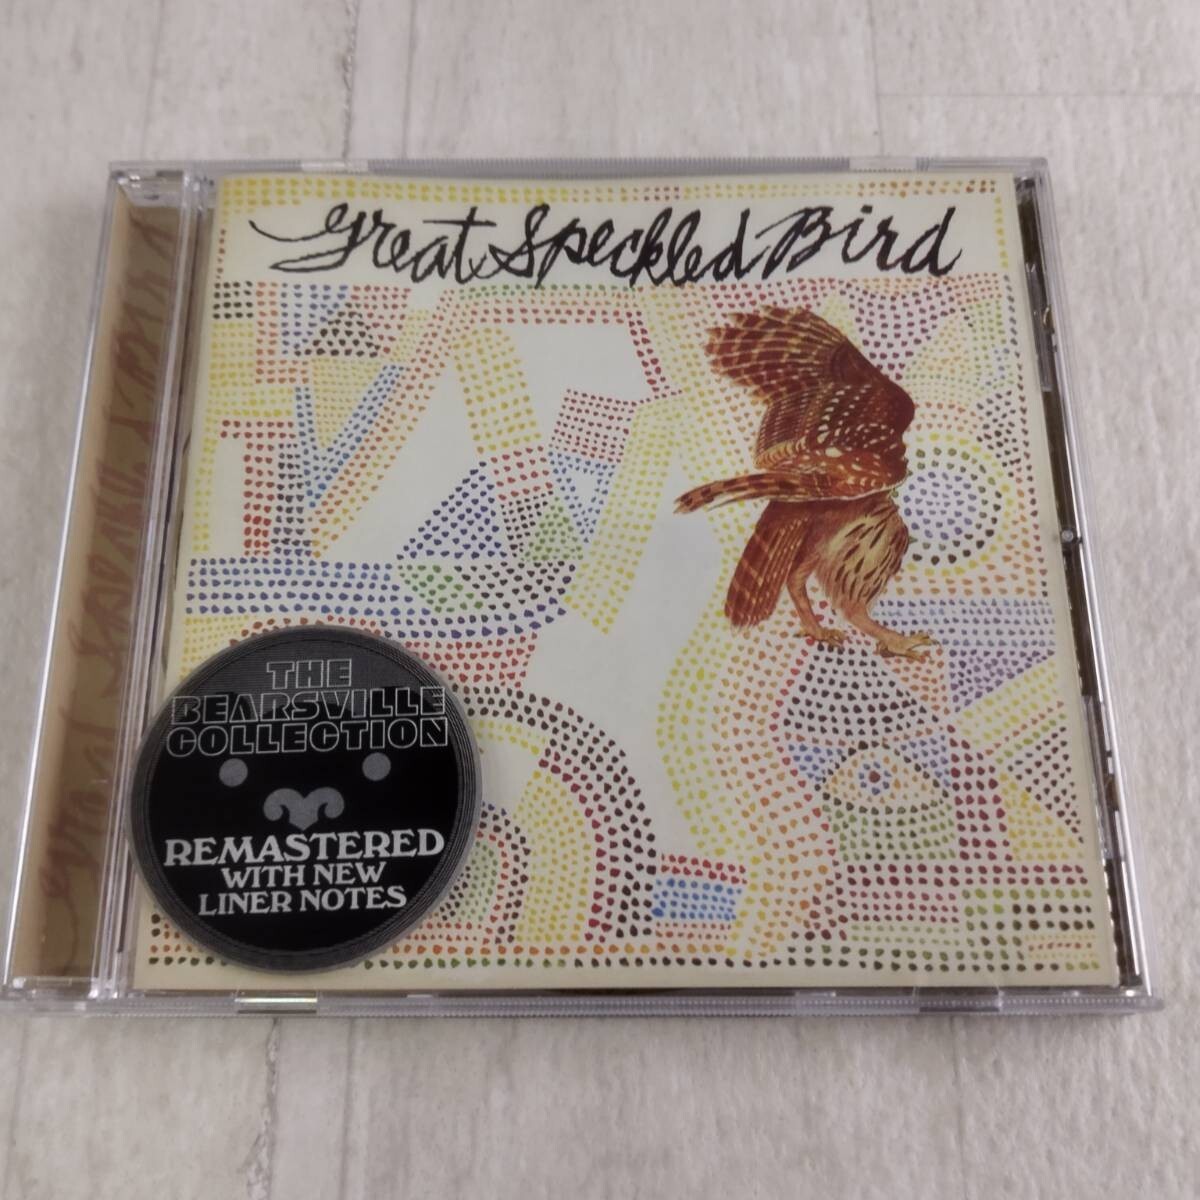 Great Speckled Bird
THE
BEARSVILLE
COLLECTION
REMASTERED
WITH NEW
LINER NOTES